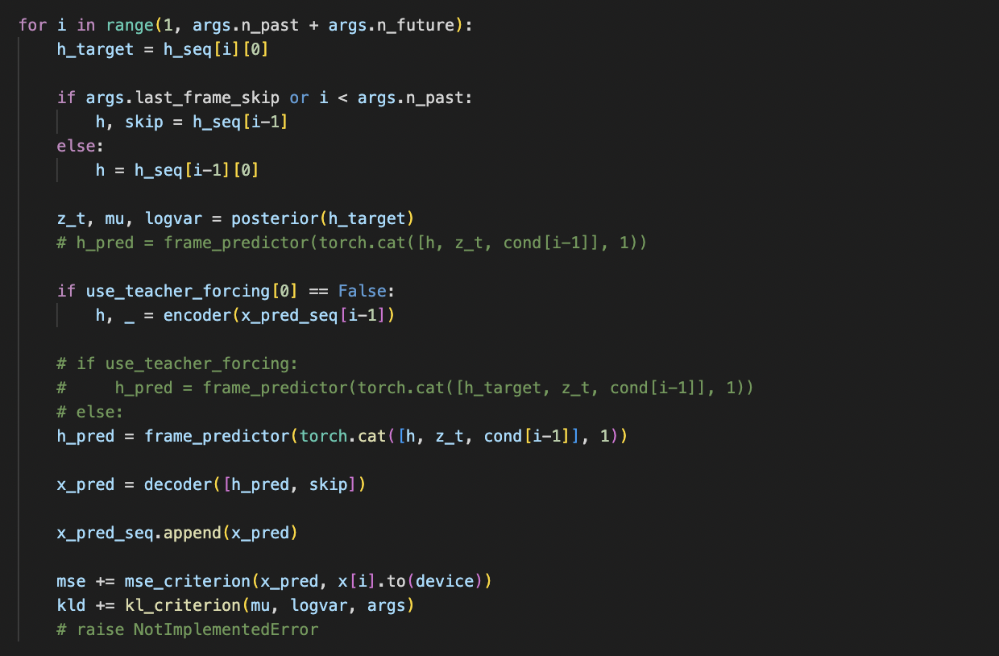 for i in range(1, args.n_past + args.n_future):
    h_target = h_seq[i][0]

    if args.last_frame_skip or i < args.n_past:
        h, skip = h_seq[i-1]
    else:
        h = h_seq[i-1][0]

    z_t, mu, logvar = posterior(h_target)
    # h_pred = frame_predictor(torch.cat([h, z_t, cond[i-1]], 1))

    if use_teacher_forcing[0] == False:
        h, _ = encoder(x_pred_seq[i-1])

    # if use_teacher_forcing:
    #     h_pred = frame_predictor(torch.cat([h_target, z_t, cond[i-1]], 1))
    # else:
    h_pred = frame_predictor(torch.cat([h, z_t, cond[i-1]], 1))

    x_pred = decoder([h_pred, skip])

    x_pred_seq.append(x_pred)

    mse += mse_criterion(x_pred, x[i].to(device))
    kld += kl_criterion(mu, logvar, args)
    # raise NotImplementedError